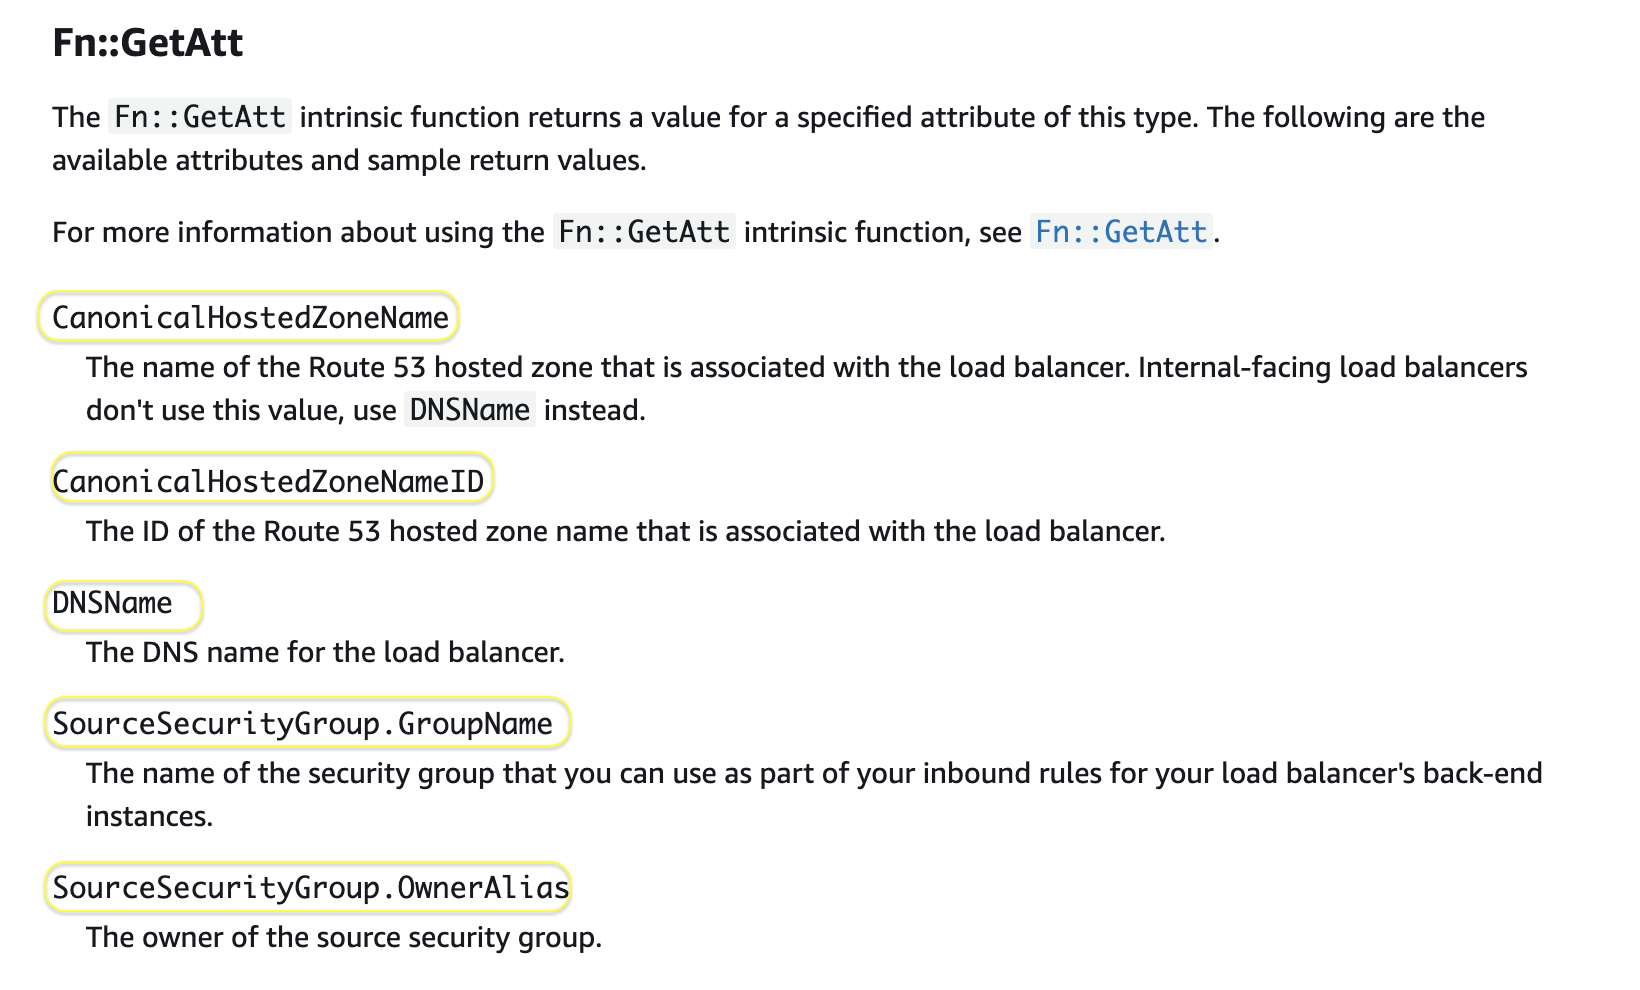 Fn::GetAtt
The Fn::GetAtt intrinsic function returns a value for a specified attribute of this type. The following are the
available attributes and sample return values.
For more information about using the Fn::GetAtt intrinsic function, see Fn::GetAtt.
CanonicalHostedZoneName
The name of the Route 53 hosted zone that is associated with the load balancer. Internal-facing load balancers
don't use this value, use DNSName instead.
CanonicalHostedZoneNameID
The ID of the Route 53 hosted zone name that is associated with the load balancer.
DNSName
The DNS name for the load balancer.
SourceSecurityGroup.GroupName
The name of the security group that you can use as part of your inbound rules for your load balancer's back-end
instances.
SourceSecurityGroup.OwnerAlias
The owner of the source security group.